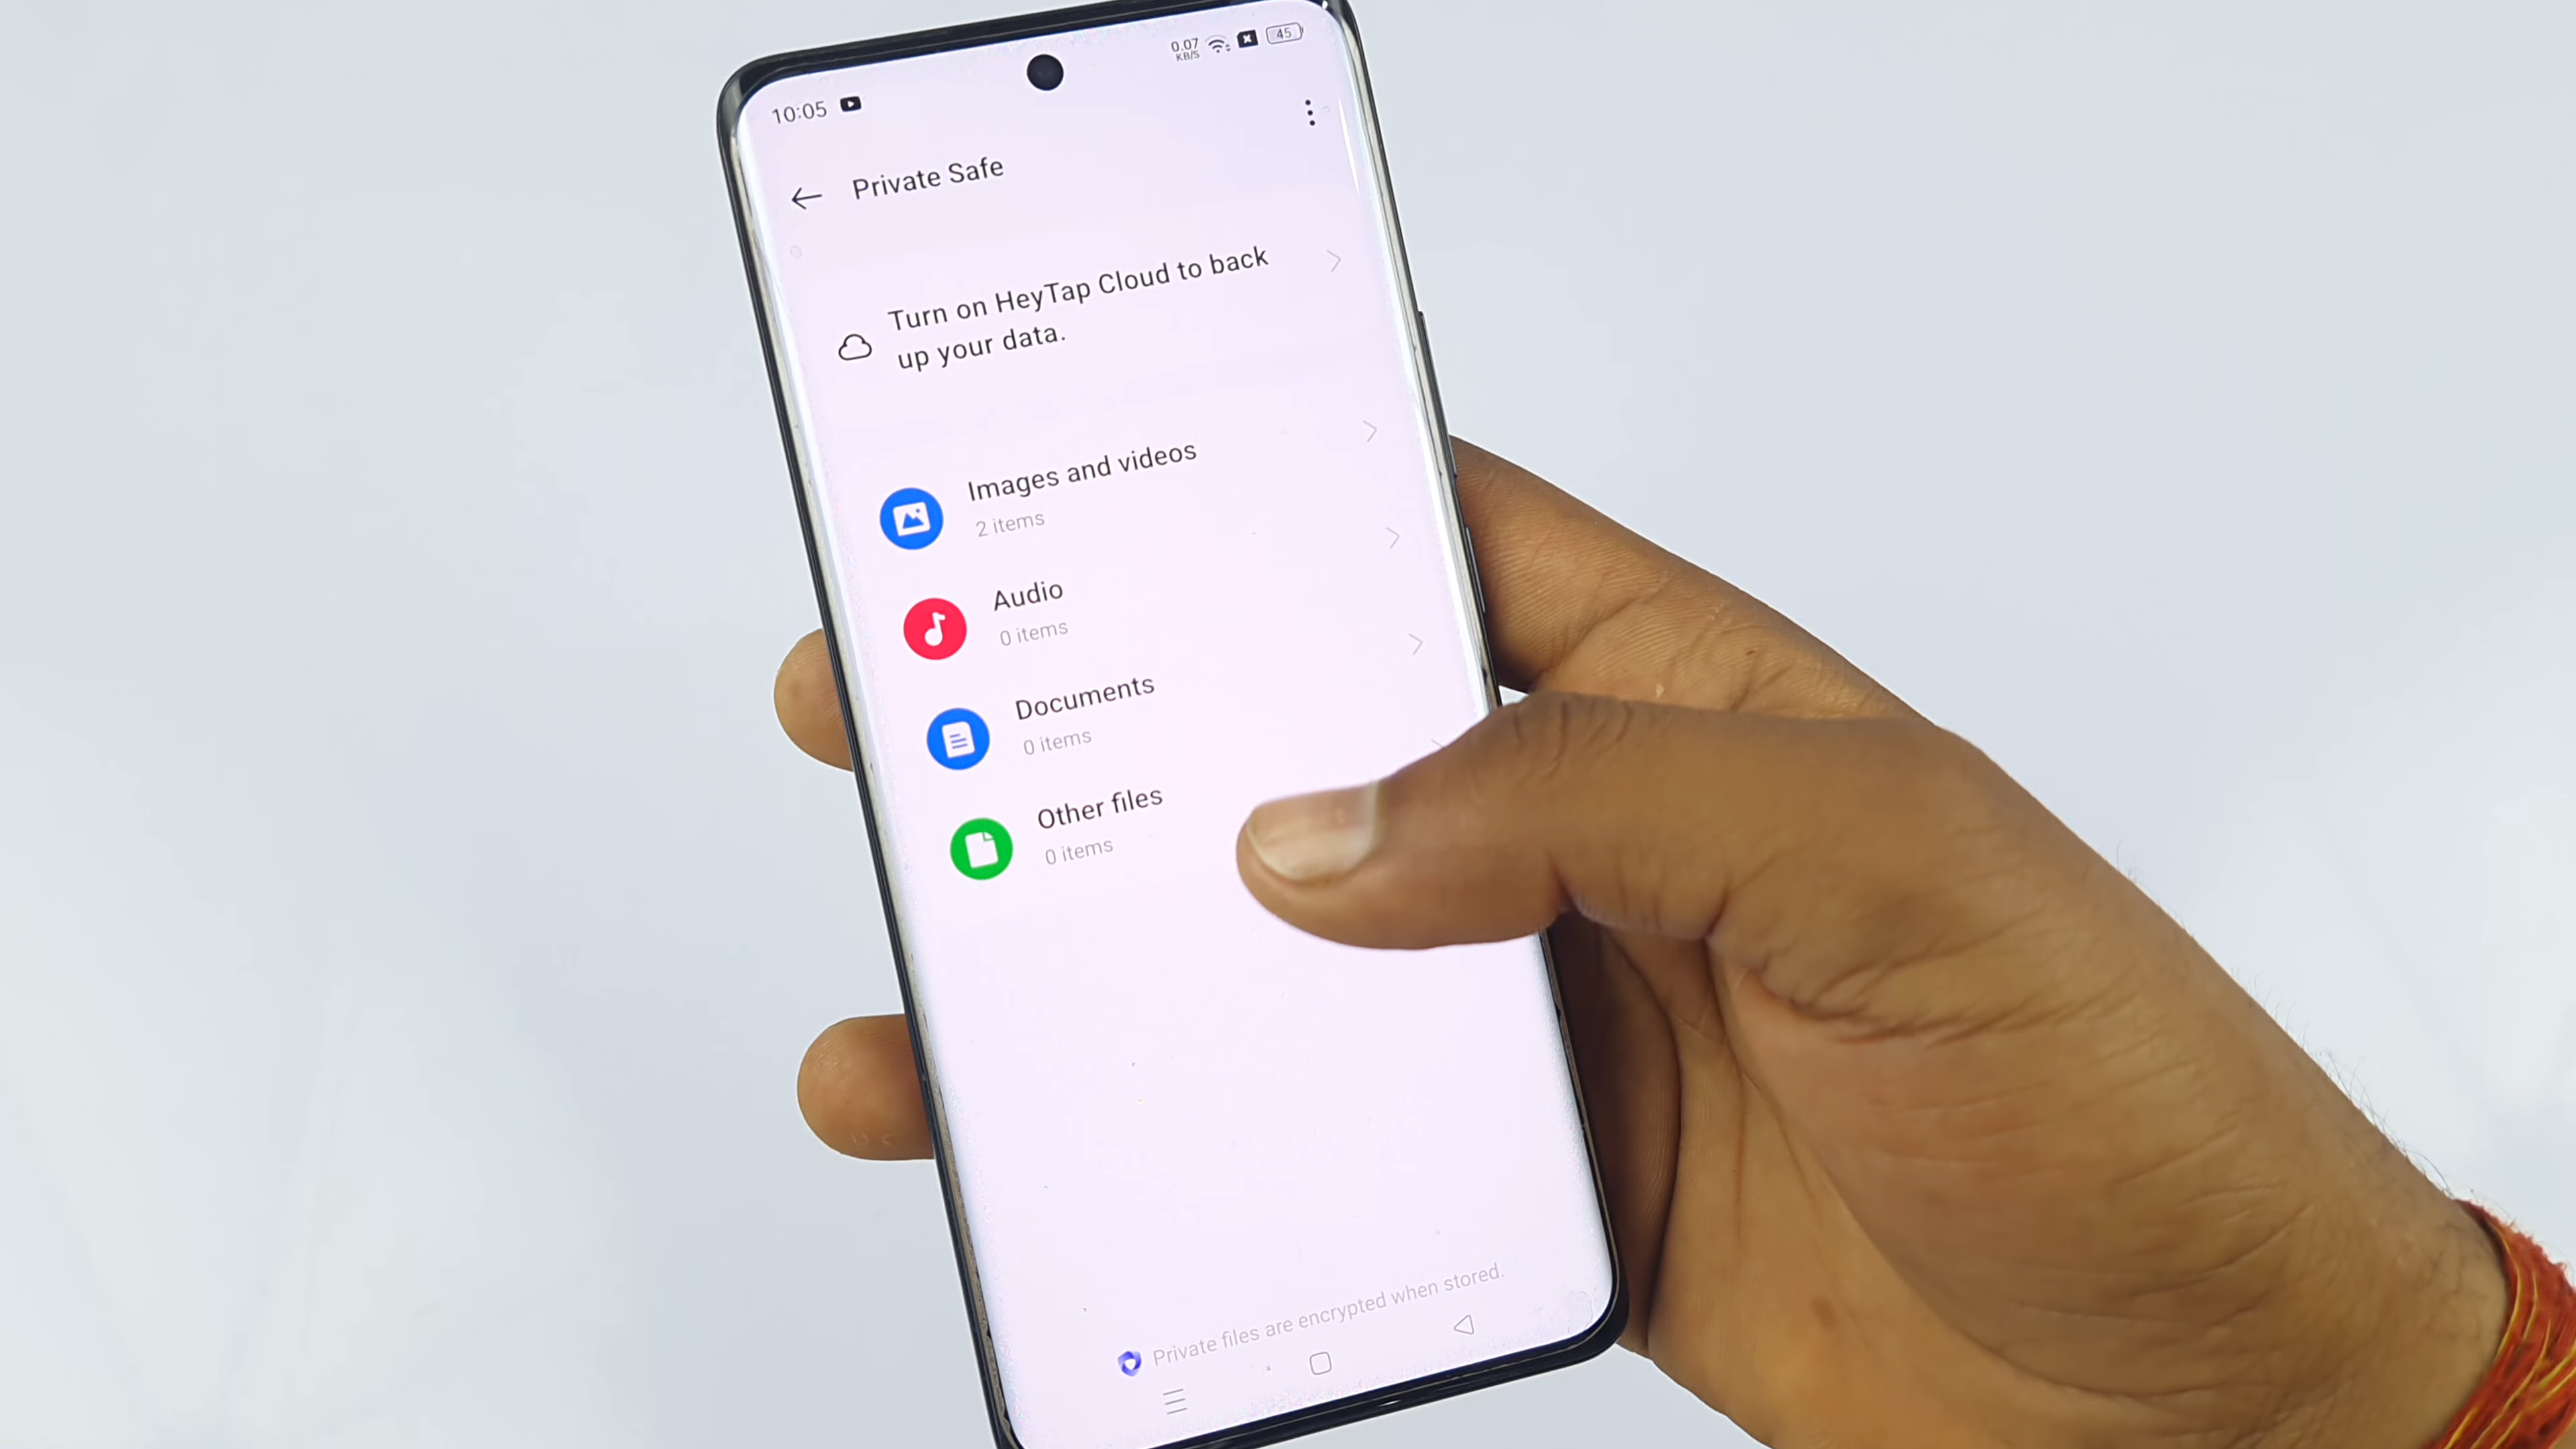 10:05
0.07
KB/S
45
Private Safe
Turn on HeyTap Cloud to back
up your data.
Images and videos
2 items
Audio
0 items
Documents
0 items
Other files
0 items
Private files are encrypted when stored.